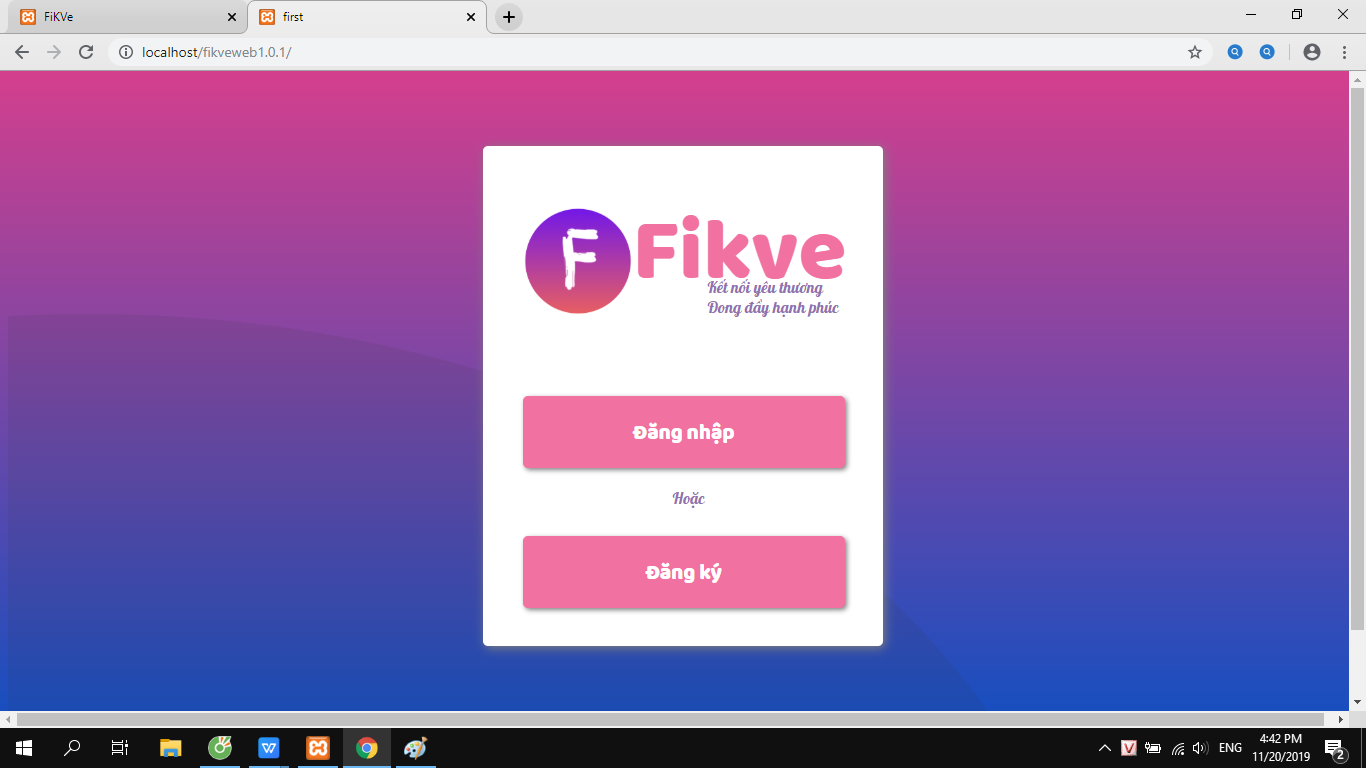 FiKVe
first
localhost/fikveweb1.0.1/
F
Fikve
Kết nối yêu thương
Đong đầy hạnh phúc
Đăng nhập
Hoặc
Đăng ký
W
V
ENG
4:42 PM
11/20/2019
2